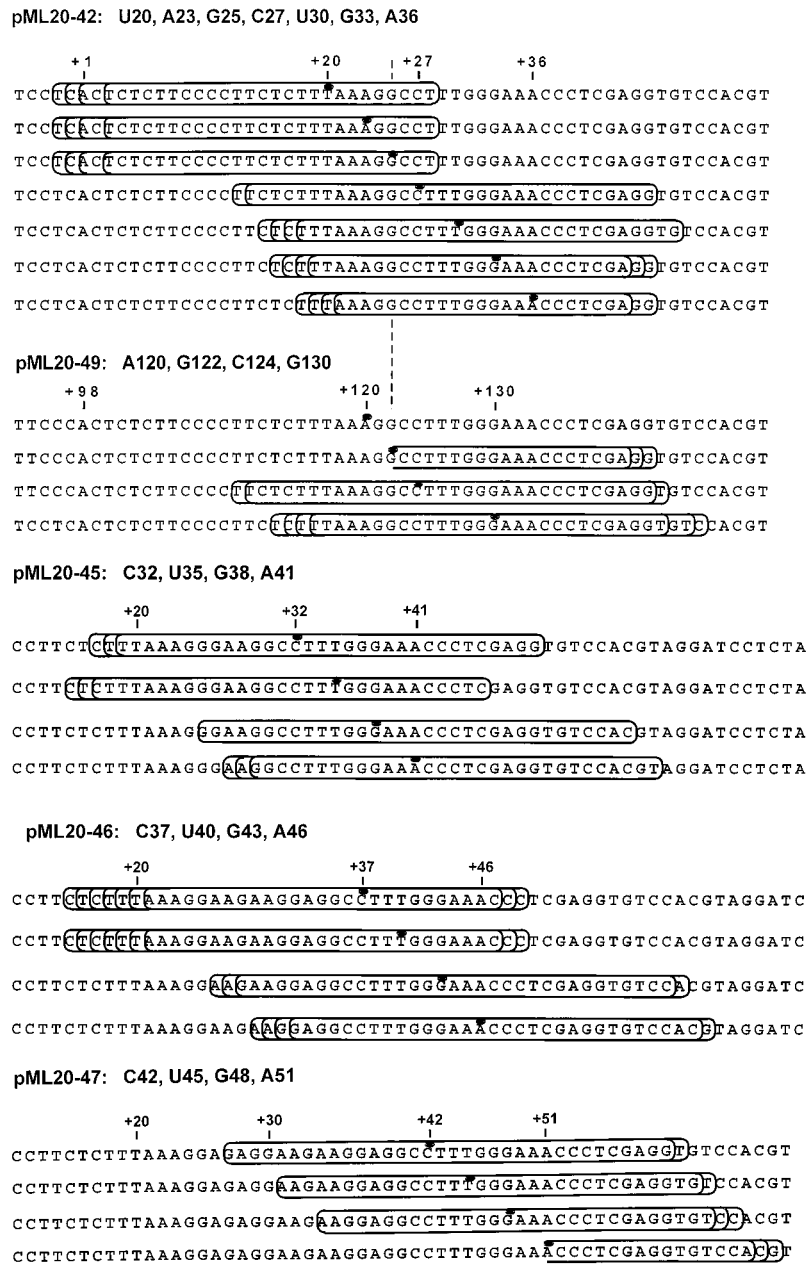 pML20-42: U20, A23, G25, C27, U30, G33, A36
+1 +20 +27 +36
TCCTCACTCTCTTCCCCTTCTCTTTAAAGGCCTTTGGGAAACCCTCGAGGTGTCCACGT
TCCTCACTCTCTTCCCCTTCTCTTTAAAGGCCTTTGGGAAACCCTCGAGGTGTCCACGT
TCCTCACTCTCTTCCCCTTCTCTTTAAAGGCCTTTGGGAAACCCTCGAGGTGTCCACGT
TCCTCACTCTCTTCCCCTTCTCTTTAAAGGCCTTTGGGAAACCCTCGAGGTGTCCACGT
TCCTCACTCTCTTCCCCTTCTCTTTAAAGGCCTTTGGGAAACCCTCGAGGTGTCCACGT
TCCTCACTCTCTTCCCCTTCTCTTTAAAGGCCTTTGGGAAACCCTCGAGGTGTCCACGT
TCCTCACTCTCTTCCCCTTCTCTTTAAAGGCCTTTGGGAAACCCTCGAGGTGTCCACGT
pML20-49: A120, G122, C124, G130
+98 +120 +130
TTCCCACTCTCTTCCCCTTCTCTTTAAAGGCCTTTGGGAAACCCTCGAGGTGTCCACGT
TTCCCACTCTCTTCCCCTTCTCTTTAAAGGCCTTTGGGAAACCCTCGAGGTGTCCACGT
TTCCCACTCTCTTCCCCTTCTCTTTAAAGGCCTTTGGGAAACCCTCGAGGTGTCCACGT
TCCTCACTCTCTTCCCCTTCTCTTTAAAGGCCTTTGGGAAACCCTCGAGGTGTCCACGT
pML20-45: C32, U35, G38, A41
+20 +32 +41
CCTTCTCTTTAAAGGGAAGGCCTTTGGGAAACCCTCGAGGTGTCCACGTAGGATCCTCTA
CCTTCTCTTTAAAGGGAAGGCCTTTGGGAAACCCTCGAGGTGTCCACGTAGGATCCTCTA
CCTTCTCTTTAAAGGGAAGGCCTTTGGGAAACCCTCGAGGTGTCCACGTAGGATCCTCTA
CCTTCTCTTTAAAGGGAAGGCCTTTGGGAAACCCTCGAGGTGTCCACGTAGGATCCTCTA
pML20-46: C37, U40, G43, A46
+20 +37 +46
CCTTCTCTTTAAAGGAAGAAGGAGGCCTTTGGGAAACCCTCGAGGTGTCCACGTAGGATC
CCTTCTCTTTAAAGGAAGAAGGAGGCCTTTGGGAAACCCTCGAGGTGTCCACGTAGGATC
CCTTCTCTTTAAAGGAAGAAGGAGGCCTTTGGGAAACCCTCGAGGTGTCCACGTAGGATC
CCTTCTCTTTAAAGGAAGAAGGAGGCCTTTGGGAAACCCTCGAGGTGTCCACGTAGGATC
pML20-47: C42, U45, G48, A51
+20 +30 +42 +51
CCTTCTCTTTAAAGGAGAGGAAGAAGGAGGCCTTTGGGAAACCCTCGAGGTGTCCACGT
CCTTCTCTTTAAAGGAGAGGAAGAAGGAGGCCTTTGGGAAACCCTCGAGGTGTCCACGT
CCTTCTCTTTAAAGGAGAGGAAGAAGGAGGCCTTTGGGAAACCCTCGAGGTGTCCACGT
CCTTCTCTTTAAAGGAGAGGAAGAAGGAGGCCTTTGGGAAACCCTCGAGGTGTCCACGT